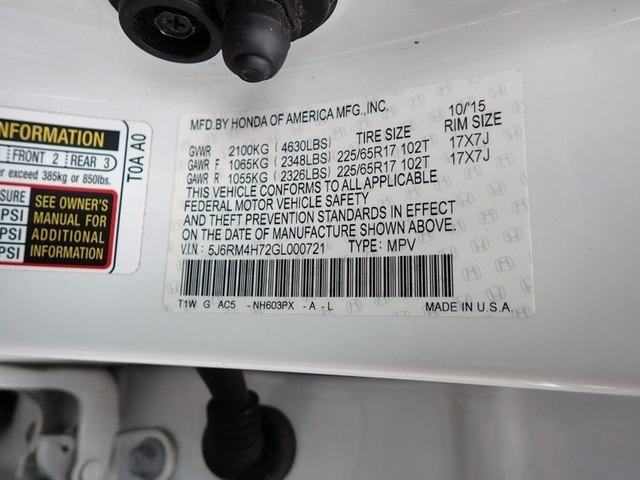 INFORMATION
FRONT 2 REAR 3
exceed 385kg or 850lbs.
SURE
PSI
PSI
PSI
SEE OWNER'S
MANUAL FOR
ADDITIONAL
INFORMATION
T0A A0
MFD.BY HONDA OF AMERICA MFG.,INC. 10/'15
TIRE SIZE RIM SIZE
GVWR 2100KG (4630LBS)
GAWR F 1065KG (2348LBS) 225/65R17 102T 17X7J
GAWR R 1055KG (2326LBS) 225/65R17 102T 17X7J
THIS VEHICLE CONFORMS TO ALL APPLICABLE
FEDERAL MOTOR VEHICLE SAFETY
AND THEFT PREVENTION STANDARDS IN EFFECT
ON THE DATE OF MANUFACTURE SHOWN ABOVE.
V.I.N.: 5J6RM4H72GL000721 TYPE: MPV
T1W G AC5 - NH603PX - A - L MADE IN U.S.A.